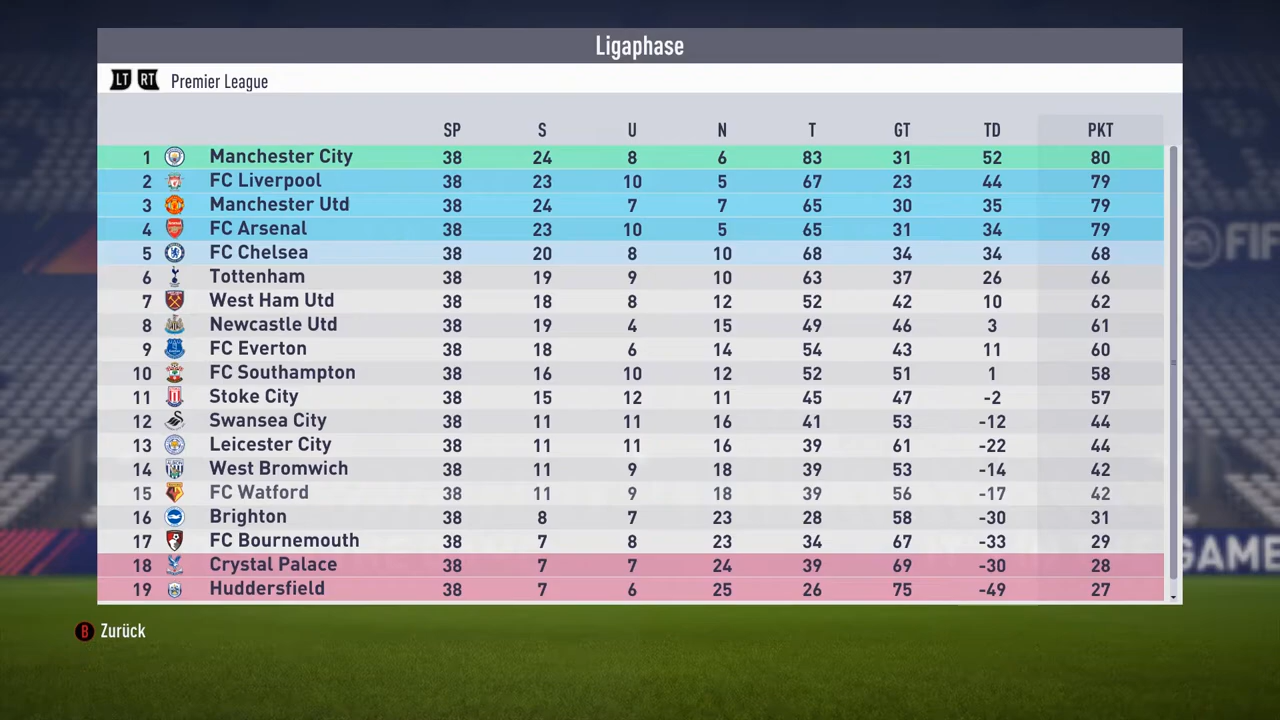 Ligaphase
LT RT Premier League
SP S U N T GT TD PKT
1 Manchester City 38 24 8 6 83 31 52 80
2 FC Liverpool 38 23 10 5 67 23 44 79
3 Manchester Utd 38 24 7 7 65 30 35 79
4 FC Arsenal 38 23 10 5 65 31 34 79
5 FC Chelsea 38 20 8 10 68 34 34 68
6 Tottenham 38 19 9 10 63 37 26 66
7 West Ham Utd 38 18 8 12 52 42 10 62
8 Newcastle Utd 38 19 4 15 49 46 3 61
9 FC Everton 38 18 6 14 54 43 11 60
10 FC Southampton 38 16 10 12 52 51 1 58
11 Stoke City 38 15 12 11 45 47 -2 57
12 Swansea City 38 11 11 16 41 53 -12 44
13 Leicester City 38 11 11 16 39 61 -22 44
14 West Bromwich 38 11 9 18 39 53 -14 42
15 FC Watford 38 11 9 18 39 56 -17 42
16 Brighton 38 8 7 23 28 58 -30 31
17 FC Bournemouth 38 7 8 23 34 67 -33 29
18 Crystal Palace 38 7 7 24 39 69 -30 28
19 Huddersfield 38 7 6 25 26 75 -49 27
FIF
GAME
B Zurück